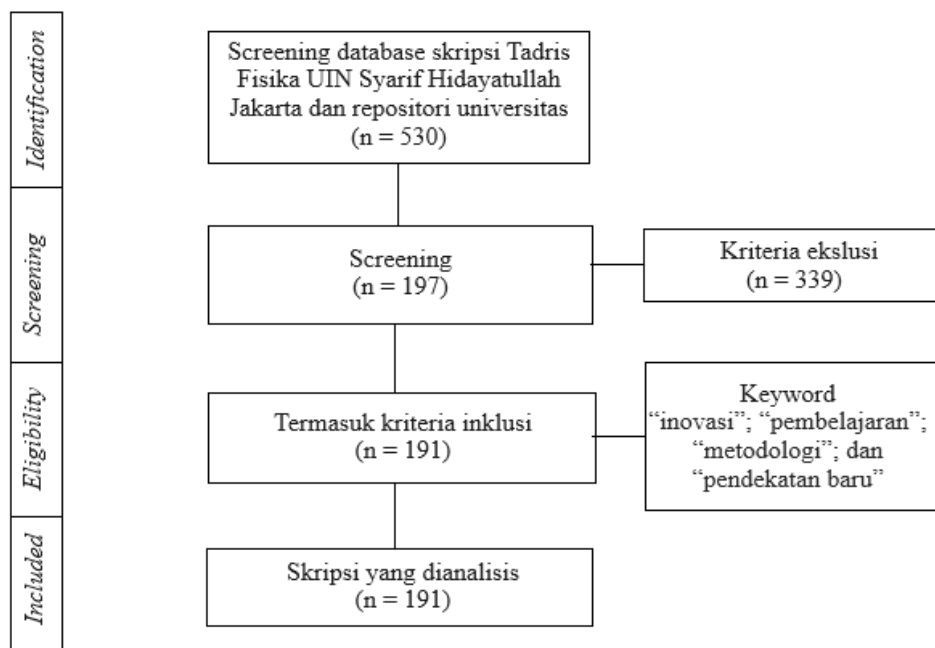 Identification
Screening database skripsi Tadris
Fisika UIN Syarif Hidayatullah
Jakarta dan repositori universitas
(n = 530)
Screening
Screening
(n = 197)
Kriteria ekslusi
(n = 339)
Eligibility
Termasuk kriteria inklusi
(n = 191)
Keyword
“inovasi”; “pembelajaran”;
“metodologi”; dan
“pendekatan baru”
Included
Skripsi yang dianalisis
(n = 191)